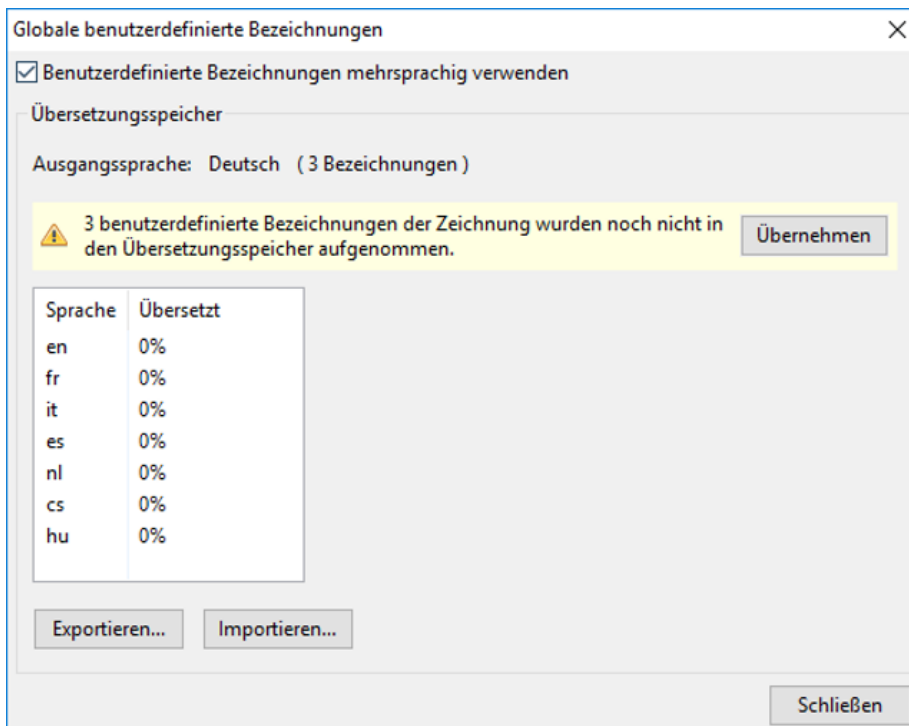 Globale benutzerdefinierte Bezeichnungen
Benutzerdefinierte Bezeichnungen mehrsprachig verwenden
Übersetzungsspeicher
Ausgangssprache: Deutsch ( 3 Bezeichnungen )
3 benutzerdefinierte Bezeichnungen der Zeichnung wurden noch nicht in
den Übersetzungsspeicher aufgenommen.
Übernehmen
Sprache Übersetzt
en 0%
fr 0%
it 0%
es 0%
nl 0%
cs 0%
hu 0%
Exportieren... Importieren...
Schließen